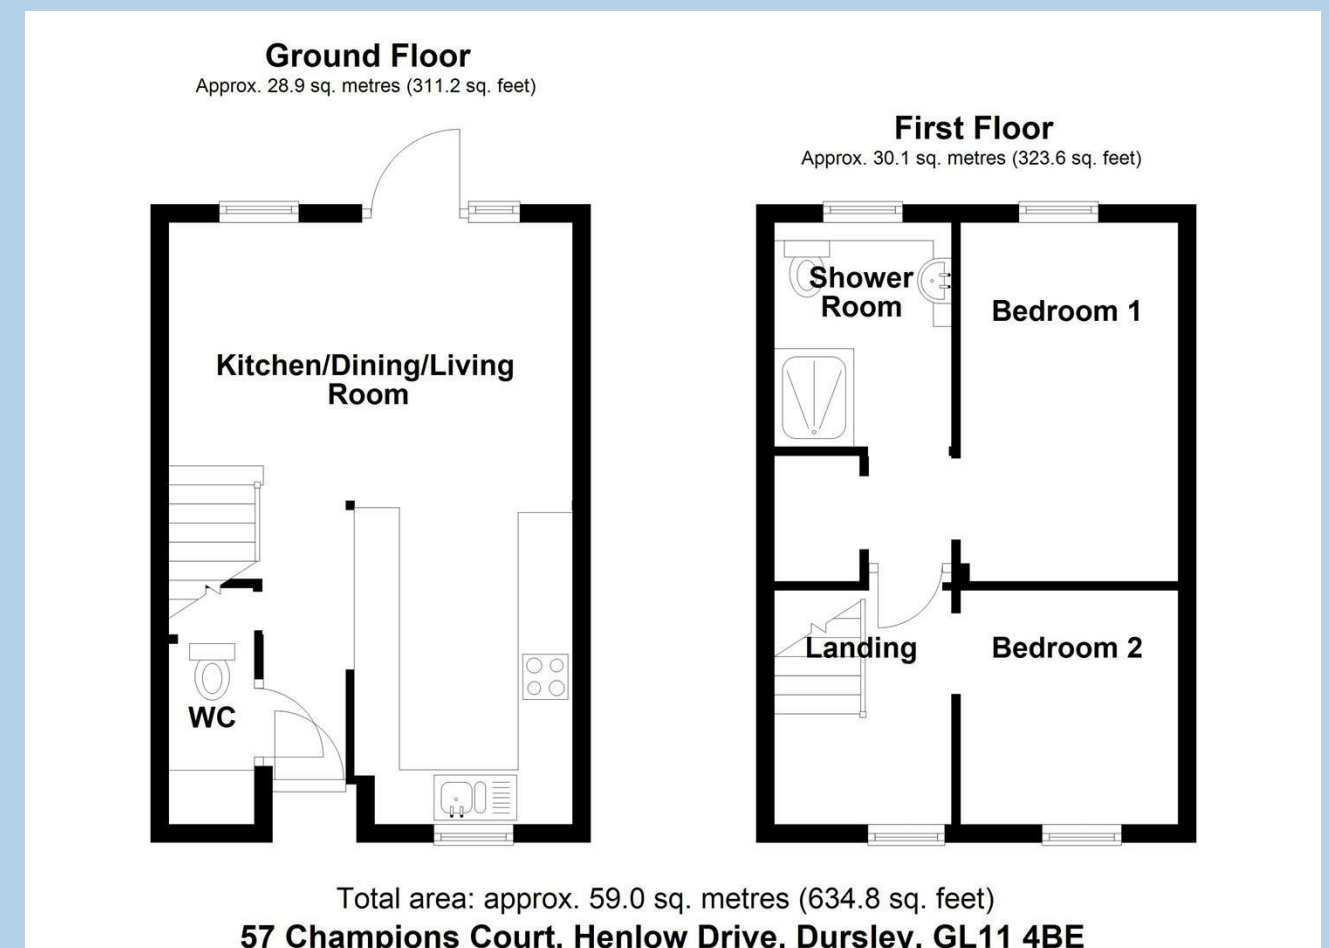 Ground Floor
Approx. 28.9 sq. metres (311.2 sq. feet)
First Floor
Approx. 30.1 sq. metres (323.6 sq. feet)
Kitchen/Dining/Living
Room
WC
Shower
Room
Bedroom 1
Landing
Bedroom 2
Total area: approx. 59.0 sq. metres (634.8 sq. feet)
57 Champions Court, Henlow Drive, Dursley, GL11 4BE